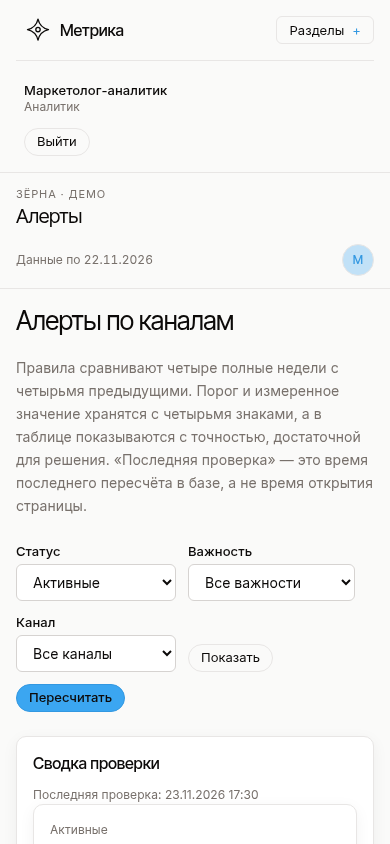 Метрика
Разделы +
Маркетолог-аналитик
Аналитик
Выйти
ЗЁРНА · ДЕМО
Алерты
Данные по 22.11.2026
М
Алерты по каналам
Правила сравнивают четыре полные недели с
четырьмя предыдущими. Порог и измеренное
значение хранятся с четырьмя знаками, а в
таблице показываются с точностью, достаточной
для решения. «Последняя проверка» — это время
последнего пересчёта в базе, а не время открытия
страницы.
Статус
Важность
Активные
Все важности
Канал
Все каналы
Показать
Пересчитать
Сводка проверки
Последняя проверка: 23.11.2026 17:30
Активные